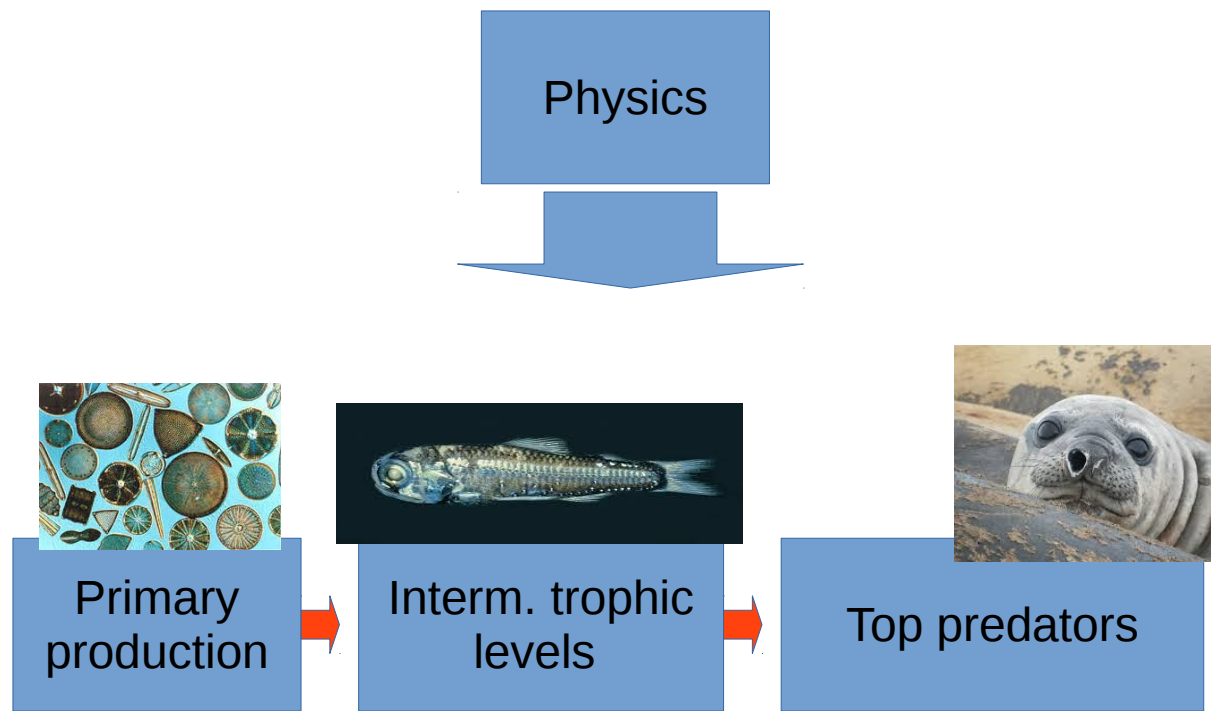 Physics
Primary
production
Interm. trophic
levels
Top predators